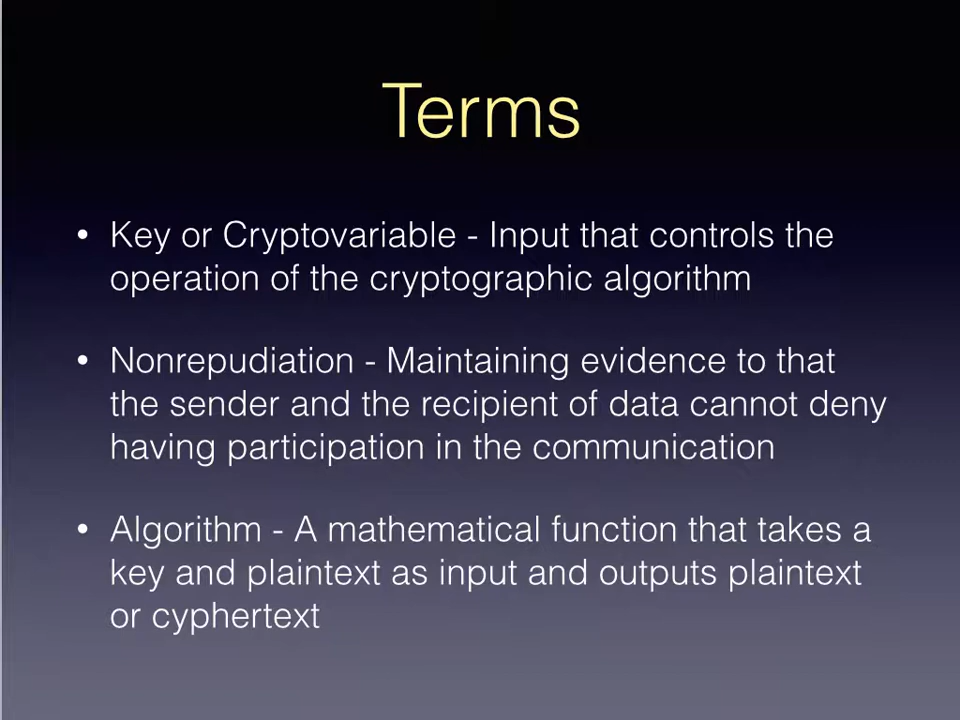 Terms
• Key or Cryptovariable - Input that controls the
operation of the cryptographic algorithm
• Nonrepudiation - Maintaining evidence to that
the sender and the recipient of data cannot deny
having participation in the communication
• Algorithm - A mathematical function that takes a
key and plaintext as input and outputs plaintext
or cyphertext